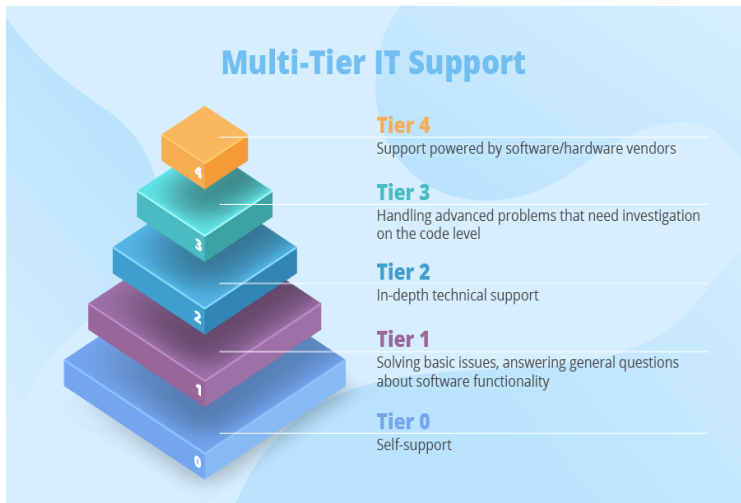 Multi-Tier IT Support
Tier 4
Support powered by software/hardware vendors
4
Tier 3
Handling advanced problems that need investigation
on the code level
3
Tier 2
In-depth technical support
2
Tier 1
Solving basic issues, answering general questions
about software functionality
1
Tier 0
Self-support
0